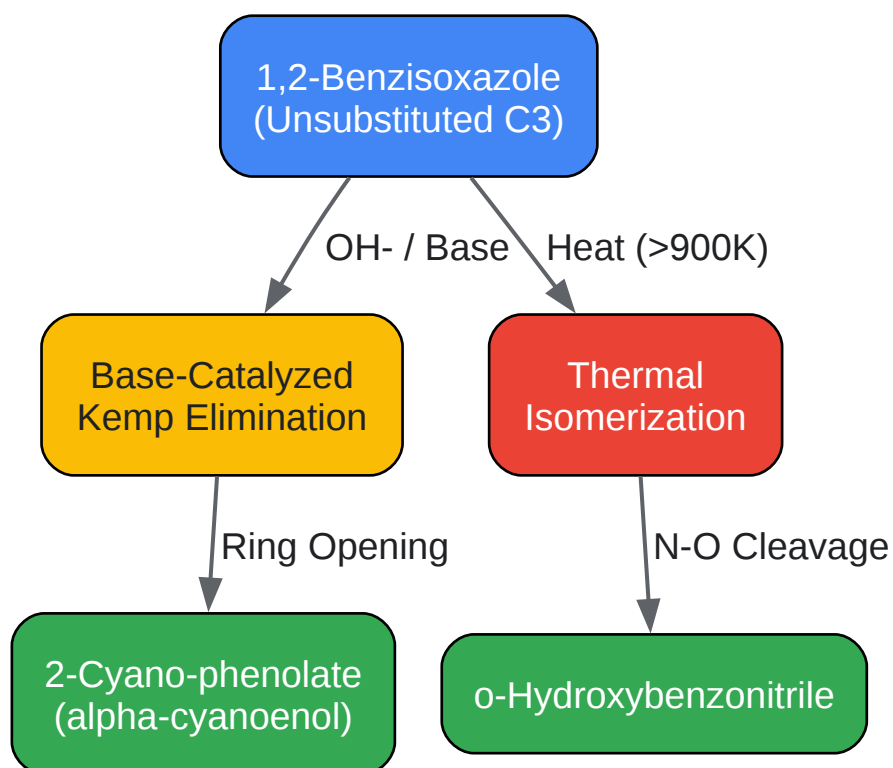 1,2-Benzisoxazole
(Unsubstituted C3)
OH- / Base
Heat (>900K)
Base-Catalyzed
Kemp Elimination
Thermal
Isomerization
Ring Opening
N-O Cleavage
2-Cyano-phenolate
(alpha-cyanoenol)
o-Hydroxybenzonitrile